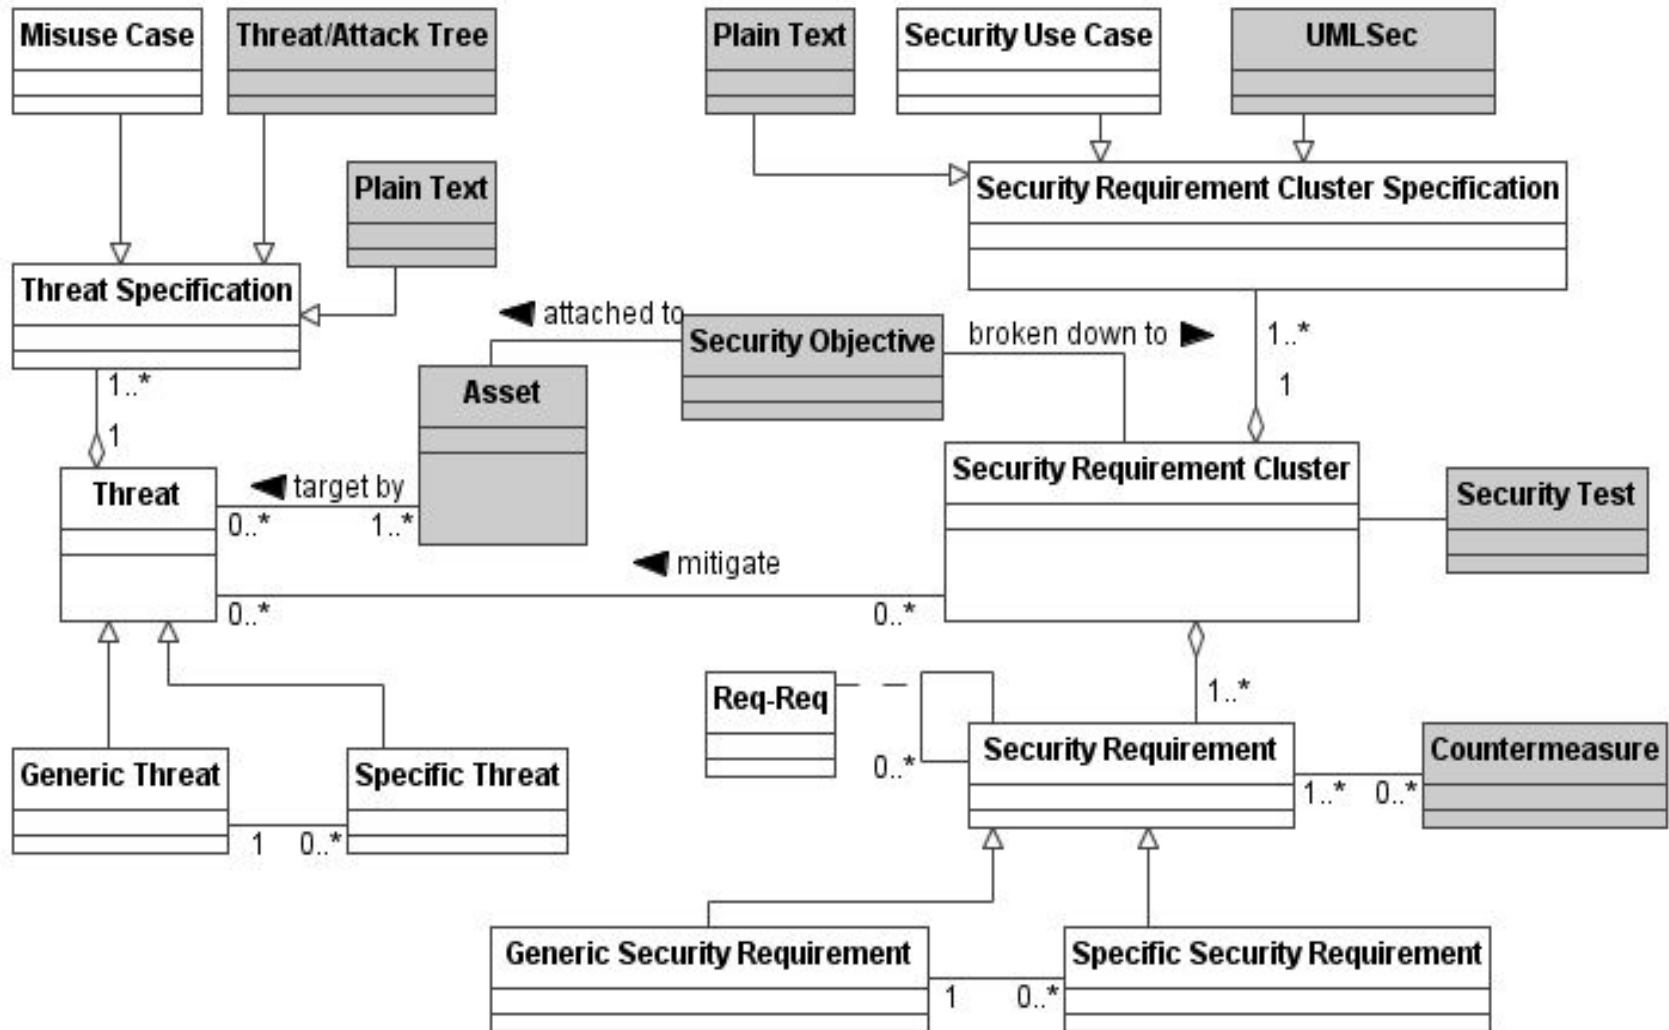 Misuse Case
Threat/Attack Tree
Plain Text
Security Use Case
UMLSec
Plain Text
Security Requirement Cluster Specification
Threat Specification
attached to
Security Objective
broken down to
1..*
1..*
1
Asset
1
Threat
target by
0..*
1..*
Security Requirement Cluster
Security Test
mitigate
0..*
0..*
Req-Req
1..*
0..*
Security Requirement
Countermeasure
1..*
0..*
Generic Threat
Specific Threat
1
0..*
Generic Security Requirement
Specific Security Requirement
1
0..*